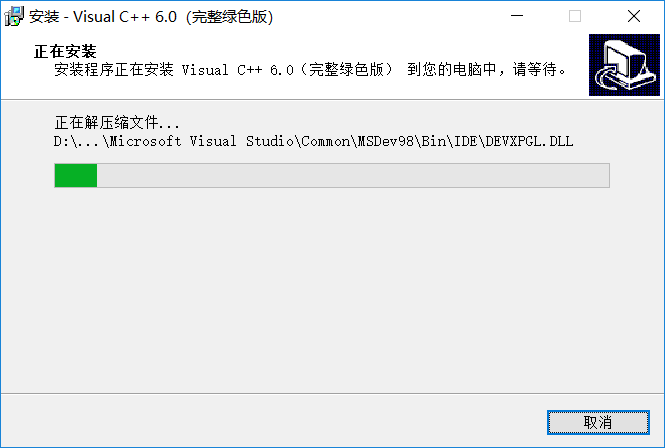 安装 - Visual C++ 6.0 (完整绿色版)
正在安装
安装程序正在安装 Visual C++ 6.0（完整绿色版） 到您的电脑中，请等待。
正在解压缩文件...
D:\...\Microsoft Visual Studio\Common\MSDev98\Bin\IDE\DEVXPGL.DLL
取消